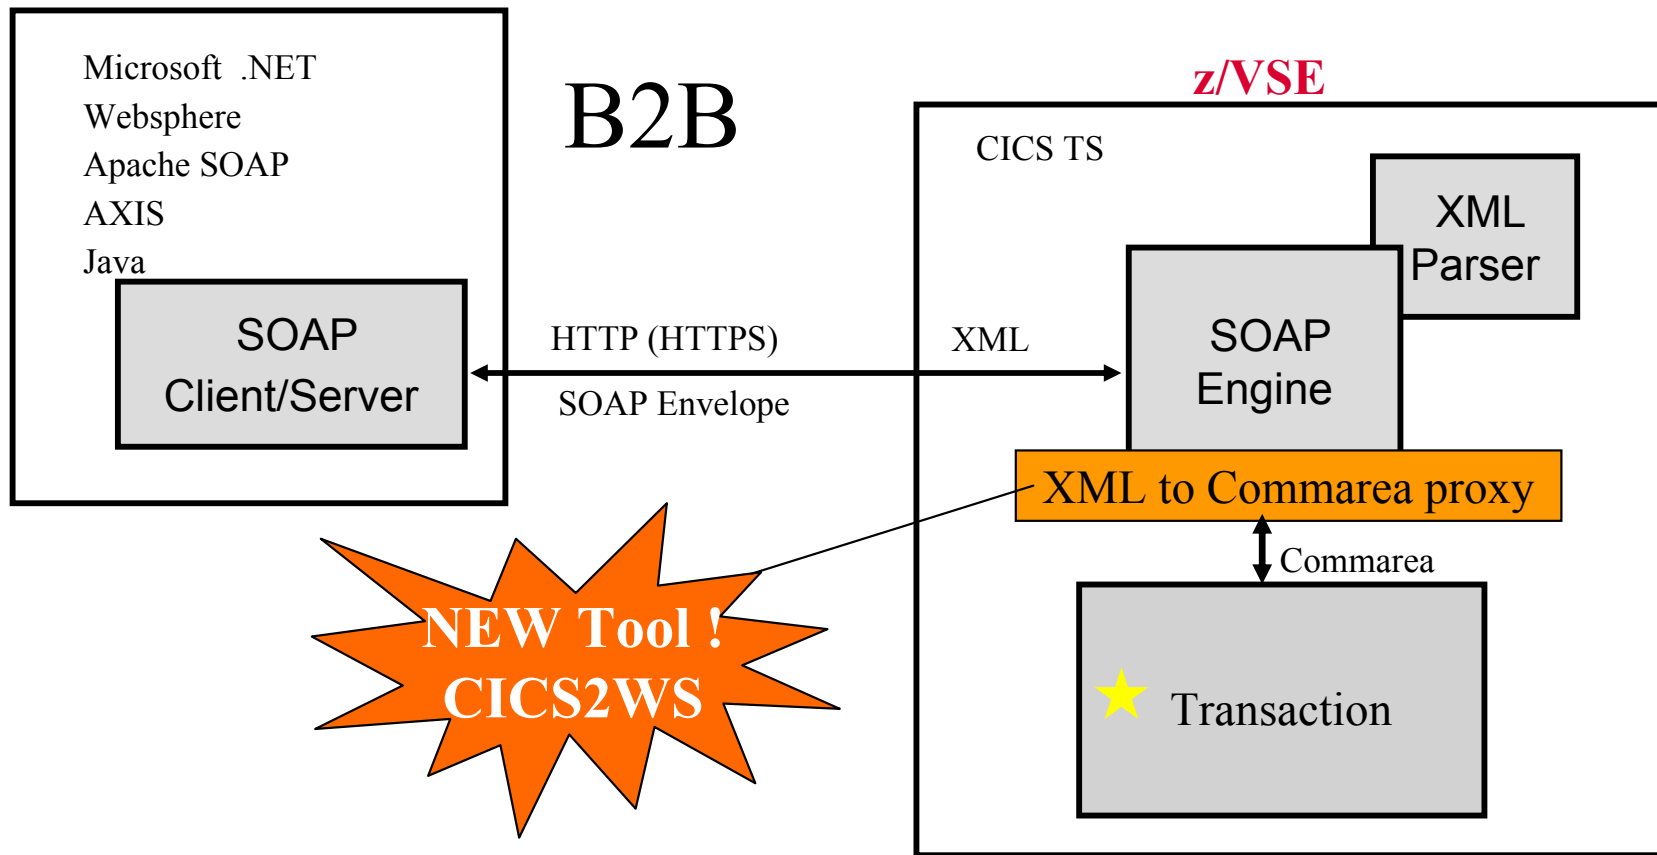 Microsoft .NET
Websphere
Apache SOAP
AXIS
Java
SOAP
Client/Server
B2B
HTTP (HTTPS)
SOAP Envelope
z/VSE
CICS TS
XML
XML
Parser
SOAP
Engine
XML to Commarea proxy
Commarea
Transaction
NEW Tool !
CICS2WS